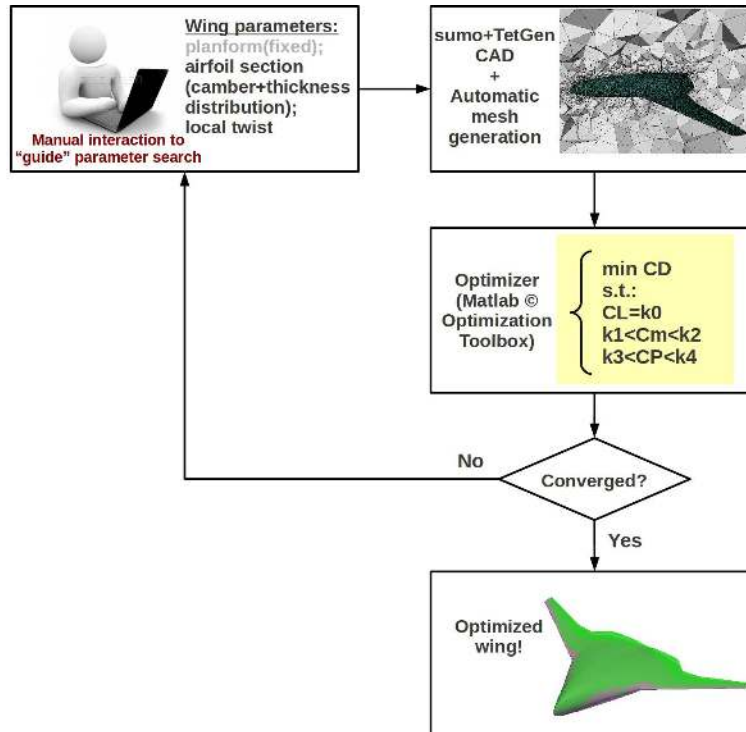 Wing parameters:
planform(fixed);
airfoil section
(camber+thickness
distribution);
local twist
Manual interaction to
“guide” parameter search
sumo+TetGen
CAD
+
Automatic
mesh
generation
Optimizer
(Matlab ©
Optimization
Toolbox)
min CD
s.t.:
CL=k0
k1<Cm<k2
k3<CP<k4
Converged?
No
Yes
Optimized
wing!